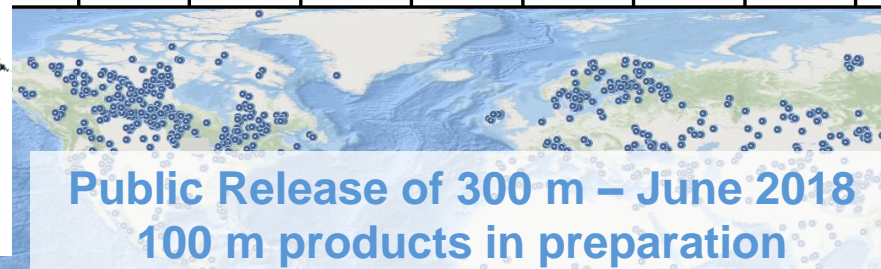 Public Release of 300 m – June 2018
100 m products in preparation